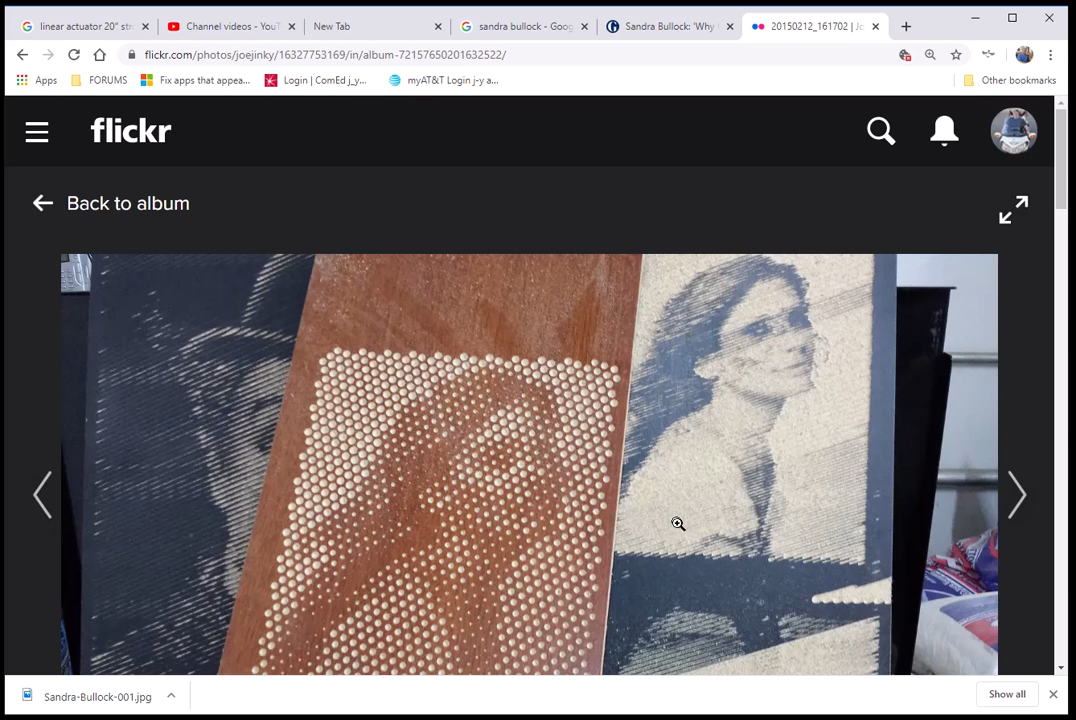 linear actuator 20" str
Channel videos - YouT
New Tab
sandra bullock - Goog
Sandra Bullock: 'Why I
20150212_161702 | Jo
flickr.com/photos/joejinky/16327753169/in/album-72157650201632522/
Apps
FORUMS
Fix apps that appea...
Login | ComEd j_y...
myAT&T Login j-y a...
Other bookmarks
flickr
Back to album
Sandra-Bullock-001.jpg
Show all